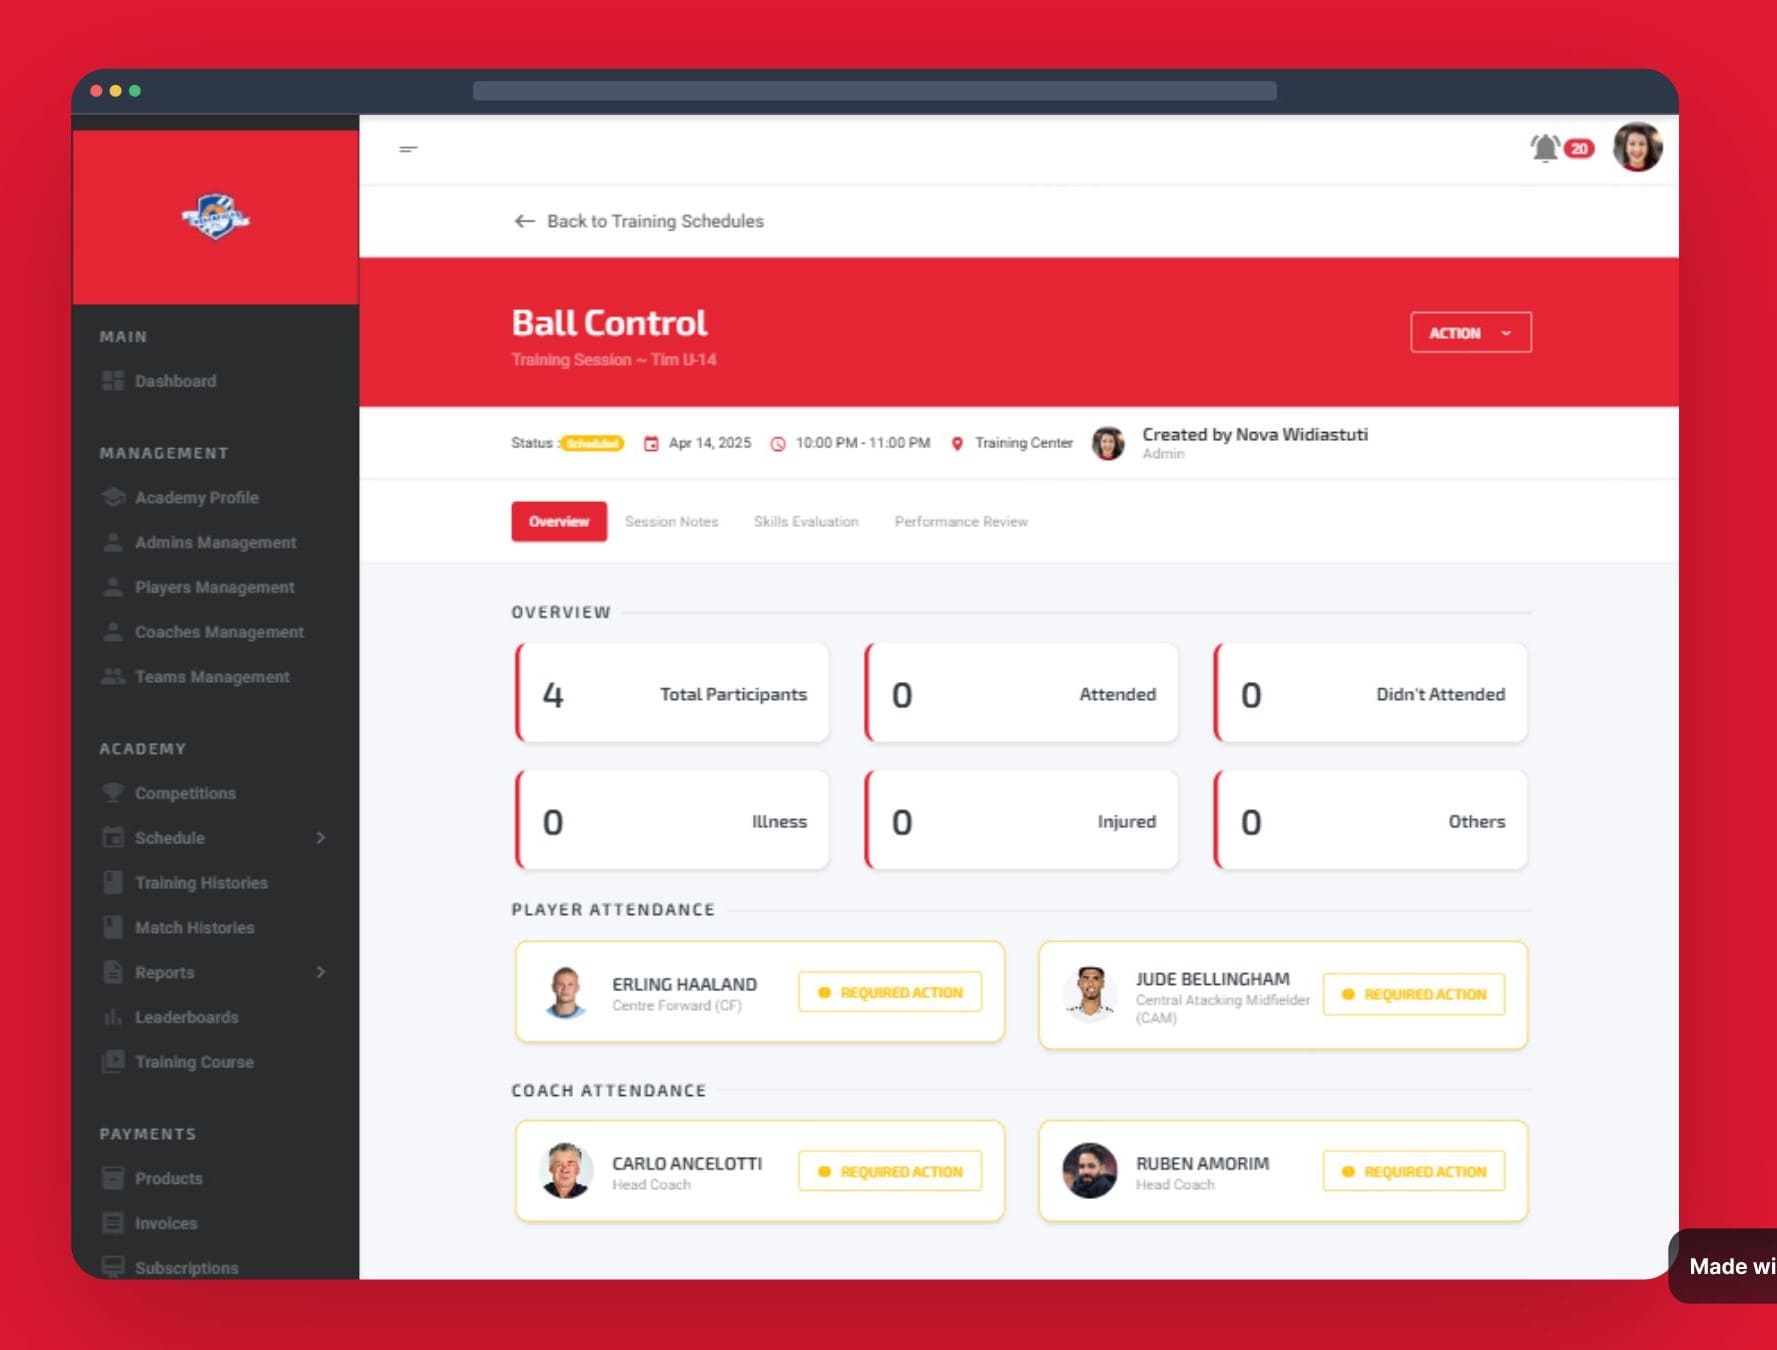 20
Back to Training Schedules
Ball Control
Training Session ~ Tim U-14
ACTION
Status : Scheduled
Apr 14, 2025
10:00 PM - 11:00 PM
Training Center
Created by Nova Widiastuti
Admin
Overview
Session Notes
Skills Evaluation
Performance Review
MAIN
Dashboard
MANAGEMENT
Academy Profile
Admins Management
Players Management
Coaches Management
Teams Management
ACADEMY
Competitions
Schedule
Training Histories
Match Histories
Reports
Leaderboards
Training Course
PAYMENTS
Products
Invoices
Subscriptions
OVERVIEW
4 Total Participants
0 Attended
0 Didn't Attended
0 Illness
0 Injured
0 Others
PLAYER ATTENDANCE
ERLING HAALAND
Centre Forward (CF)
REQUIRED ACTION
JUDE BELLINGHAM
Central Atacking Midfielder
(CAM)
REQUIRED ACTION
COACH ATTENDANCE
CARLO ANCELOTTI
Head Coach
REQUIRED ACTION
RUBEN AMORIM
Head Coach
REQUIRED ACTION
Made wi